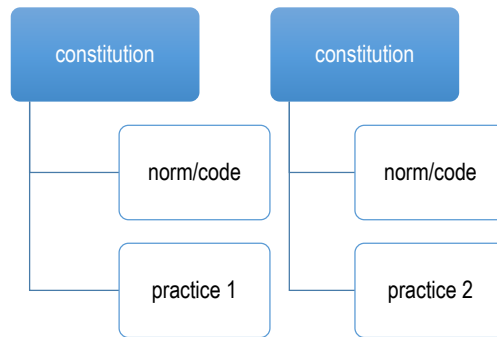 constitution
norm/code
practice 1
constitution
norm/code
practice 2